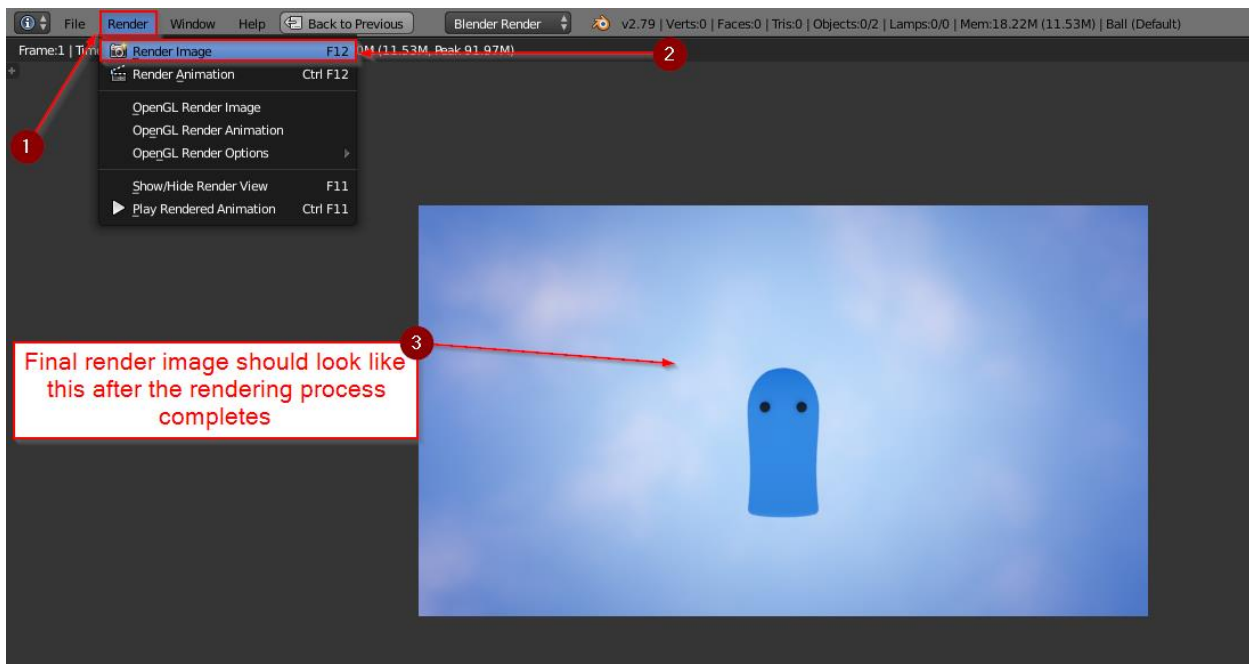 File Render Window Help Back to Previous Blender Render v2.79 | Verts:0 | Faces:0 | Tris:0 | Objects:0/2 | Lamps:0/0 | Mem:18.22M (11.53M) | Ball (Default)
Frame:1 | Tim 0M (11.53M, Peak 91.97M)
Render Image F12
2
Render Animation Ctrl F12
OpenGL Render Image
OpenGL Render Animation
1
OpenGL Render Options
Show/Hide Render View F11
Play Rendered Animation Ctrl F11
3
Final render image should look like
this after the rendering process
completes